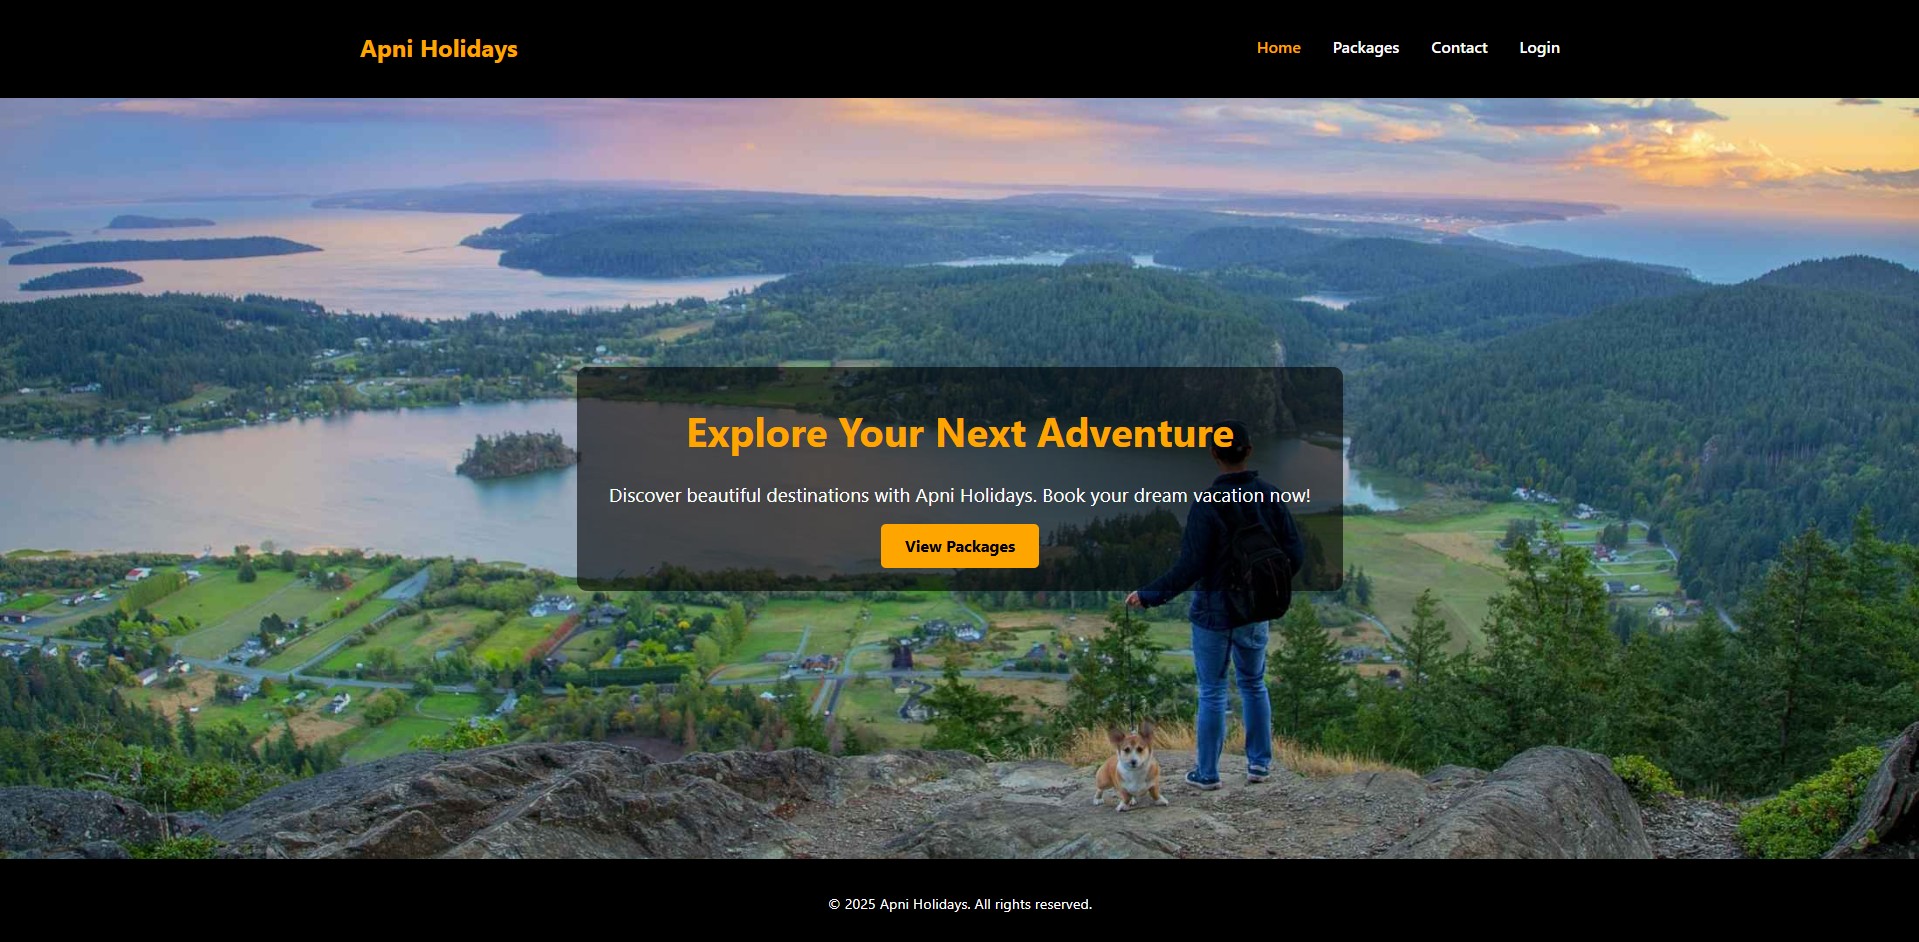 Apni Holidays
Home Packages Contact Login
Explore Your Next Adventure
Discover beautiful destinations with Apni Holidays. Book your dream vacation now!
View Packages
© 2025 Apni Holidays. All rights reserved.